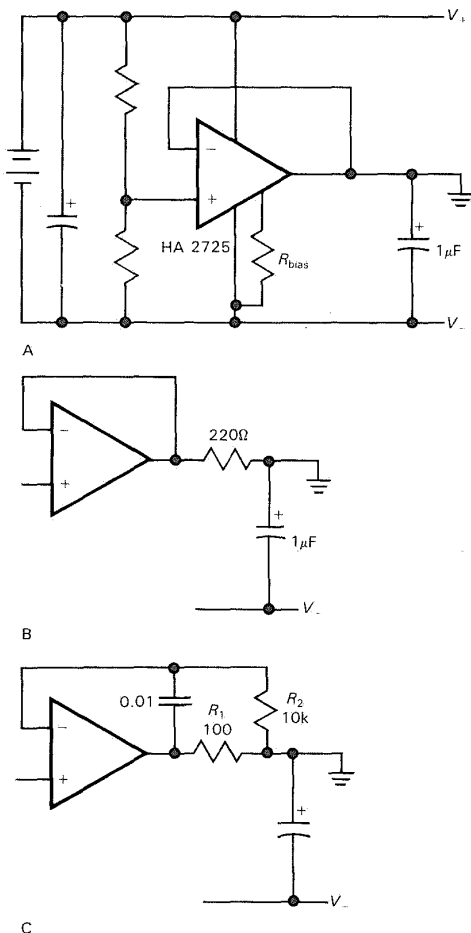 V+
−
+
+
HA 2725
Rbias
+
1μF
V−
A
−
+
220Ω
+
1μF
V−
B
−
+
0.01
R1
100
R2
10k
+
V−
C